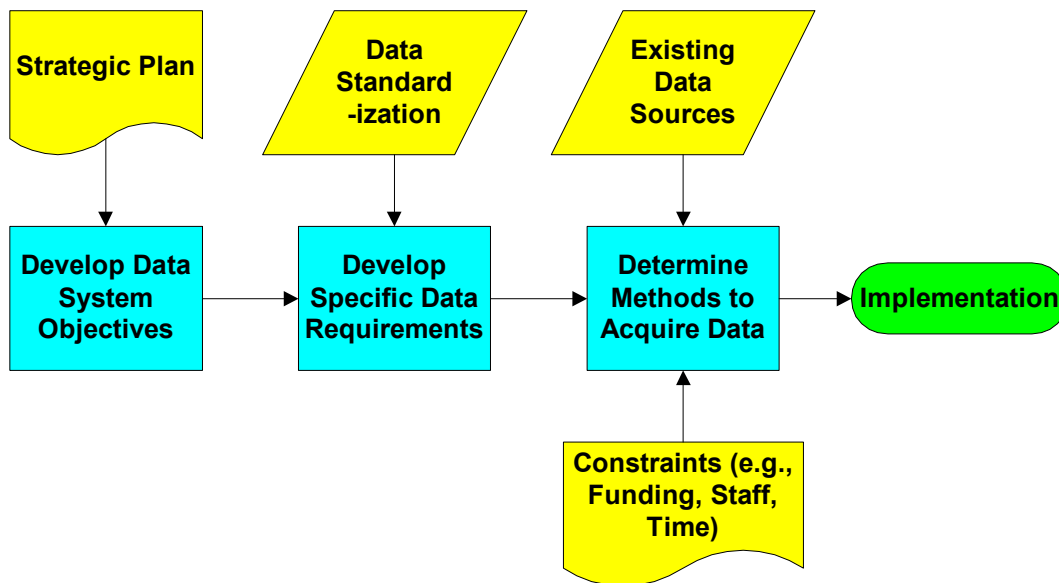 Strategic Plan
Data
Standard
-ization
Existing
Data
Sources
Develop Data
System
Objectives
Develop
Specific Data
Requirements
Determine
Methods to
Acquire Data
Implementation
Constraints (e.g.,
Funding, Staff,
Time)